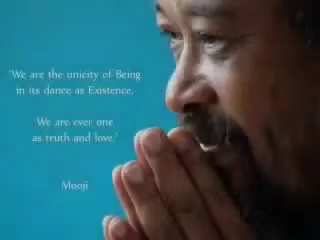 'We are the unicity of Being
in its dance as Existence.
We are ever one
as truth and love.'
Mooji